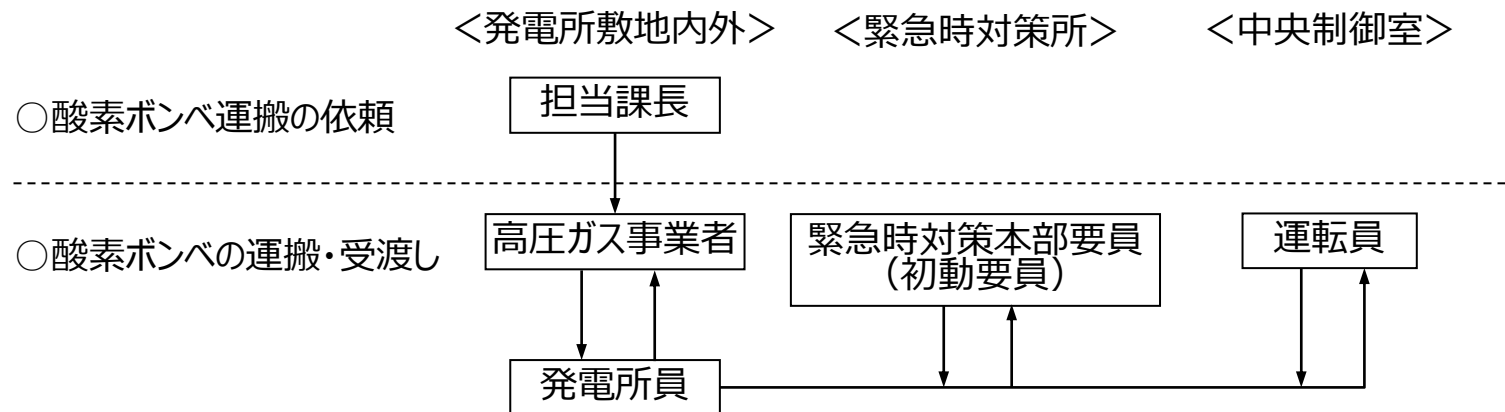 ＜発電所敷地内外＞ ＜緊急時対策所＞ ＜中央制御室＞
○酸素ボンベ運搬の依頼
担当課長
○酸素ボンベの運搬・受渡し
高圧ガス事業者
緊急時対策本部要員
（初動要員）
運転員
発電所員